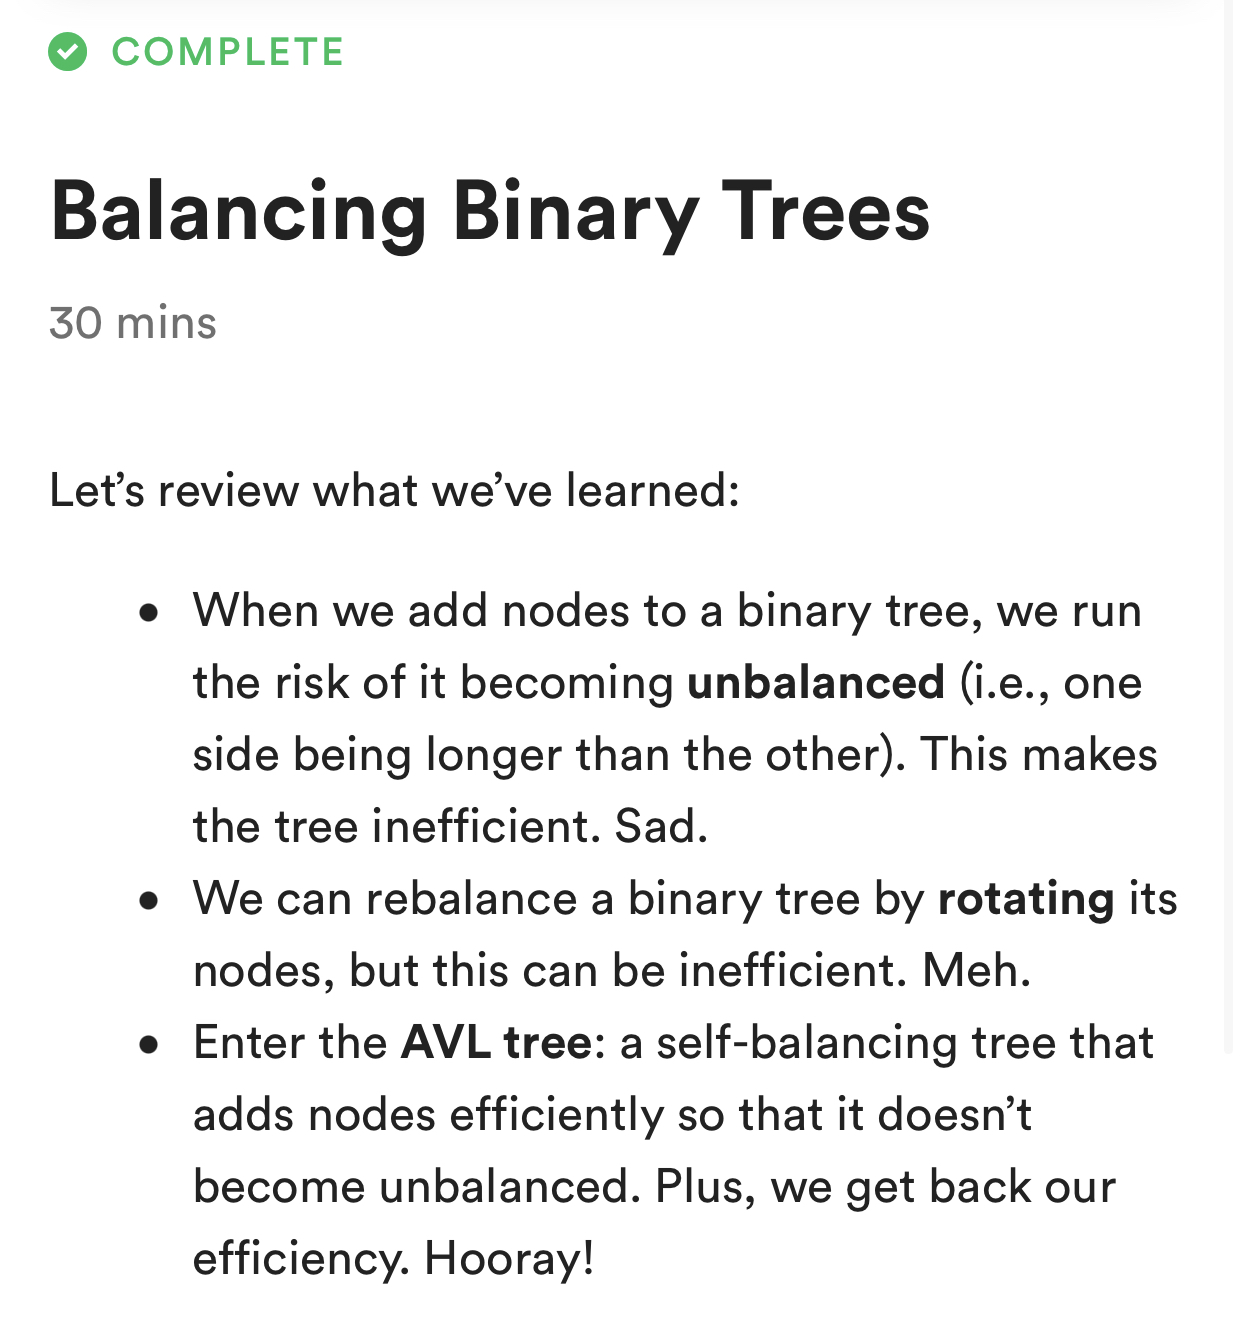 COMPLETE
Balancing Binary Trees
30 mins
Let’s review what we’ve learned:
● When we add nodes to a binary tree, we run
the risk of it becoming unbalanced (i.e., one
side being longer than the other). This makes
the tree inefficient. Sad.
● We can rebalance a binary tree by rotating its
nodes, but this can be inefficient. Meh.
● Enter the AVL tree: a self-balancing tree that
adds nodes efficiently so that it doesn’t
become unbalanced. Plus, we get back our
efficiency. Hooray!